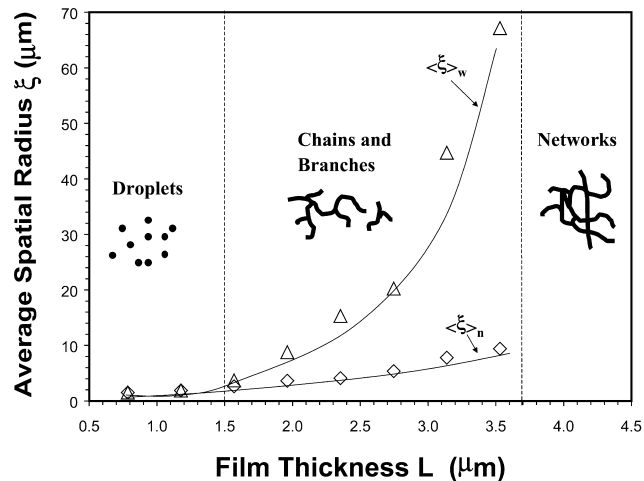 70
60
50
40
30
20
10
0
Average Spatial Radius ξ (μm)
<ξ>w
Chains and
Branches
Networks
Droplets
<ξ>n
0.5 1.0 1.5 2.0 2.5 3.0 3.5 4.0 4.5
Film Thickness L (μm)